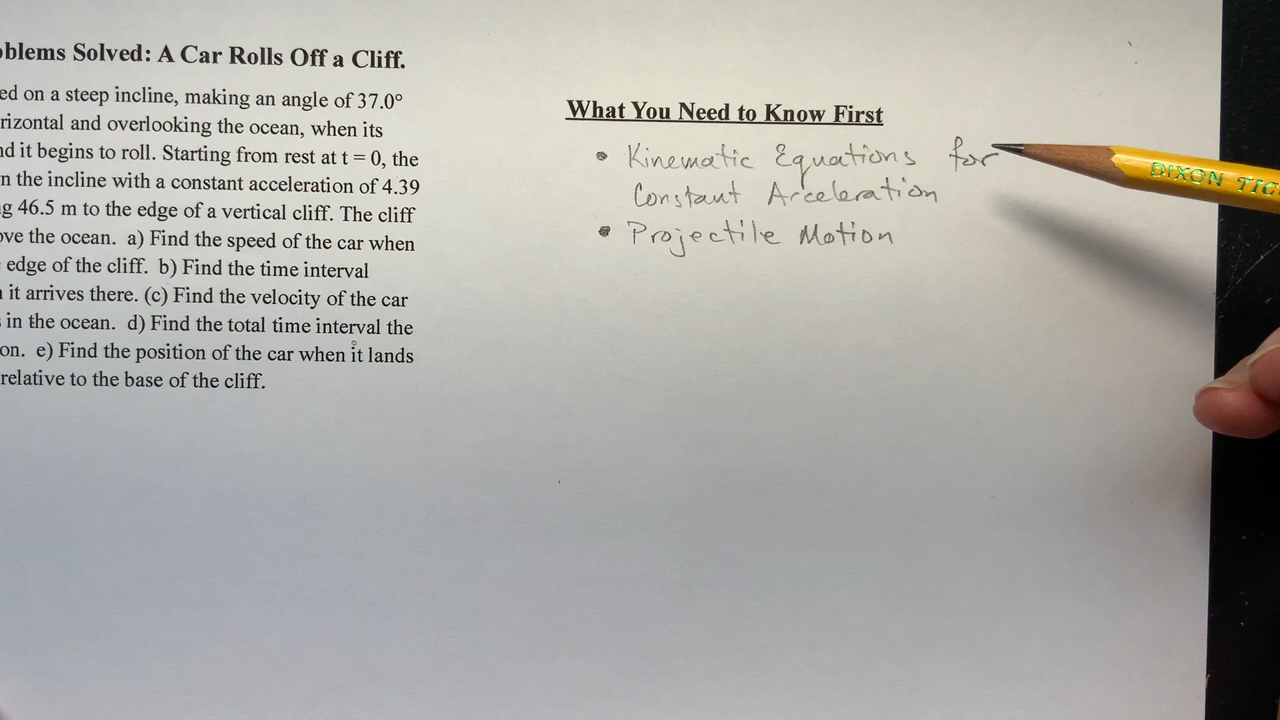 oblems Solved: A Car Rolls Off a Cliff.
ed on a steep incline, making an angle of 37.0°
rizontal and overlooking the ocean, when its
nd it begins to roll. Starting from rest at t = 0, the
n the incline with a constant acceleration of 4.39
g 46.5 m to the edge of a vertical cliff. The cliff
ove the ocean. a) Find the speed of the car when
edge of the cliff. b) Find the time interval
n it arrives there. (c) Find the velocity of the car
s in the ocean. d) Find the total time interval the
on. e) Find the position of the car when it lands
relative to the base of the cliff.
What You Need to Know First
• Kinematic Equations for
Constant Arceleration
• Projectile Motion
DIXON TIC